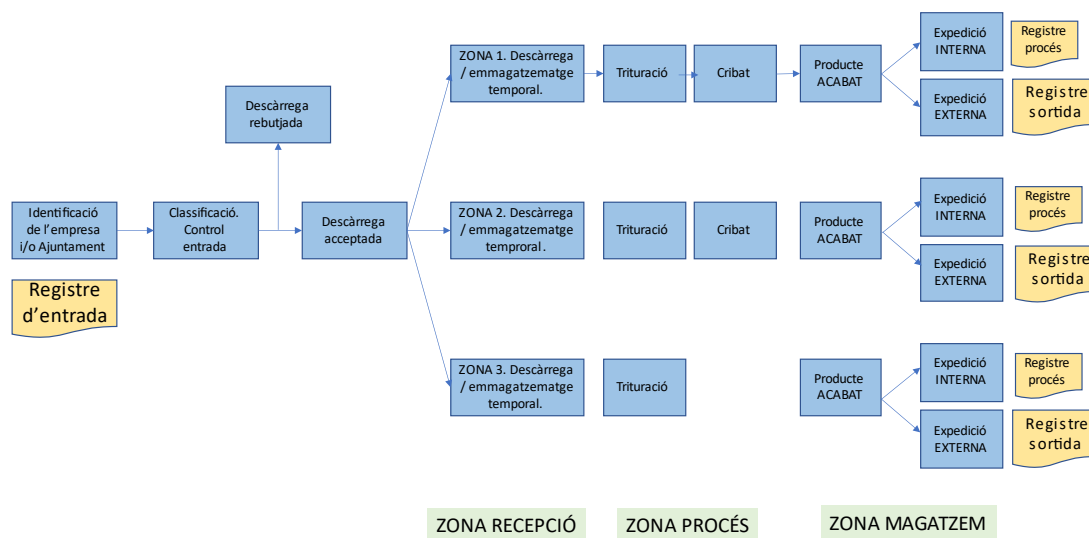 Identificació
de l'empresa
i/o Ajuntament
Registre
d'entrada
Classificació.
Control
entrada
Descàrrega
rebutjada
Descàrrega
acceptada
ZONA 1. Descàrrega
/ emmagatzematge
temporal.
Trituració
Cribat
Producte
ACABAT
Expedició
INTERNA
Registre
procés
Expedició
EXTERNA
Registre
sortida
ZONA 2. Descàrrega
/ emmagatzematge
temproral.
Trituració
Cribat
Producte
ACABAT
Expedició
INTERNA
Registre
procés
Expedició
EXTERNA
Registre
sortida
ZONA 3. Descàrrega
/ emmagatzematge
temporal.
Trituració
Producte
ACABAT
Expedició
INTERNA
Registre
procés
Expedició
EXTERNA
Registre
sortida
ZONA RECEPCIÓ
ZONA PROCÉS
ZONA MAGATZEM